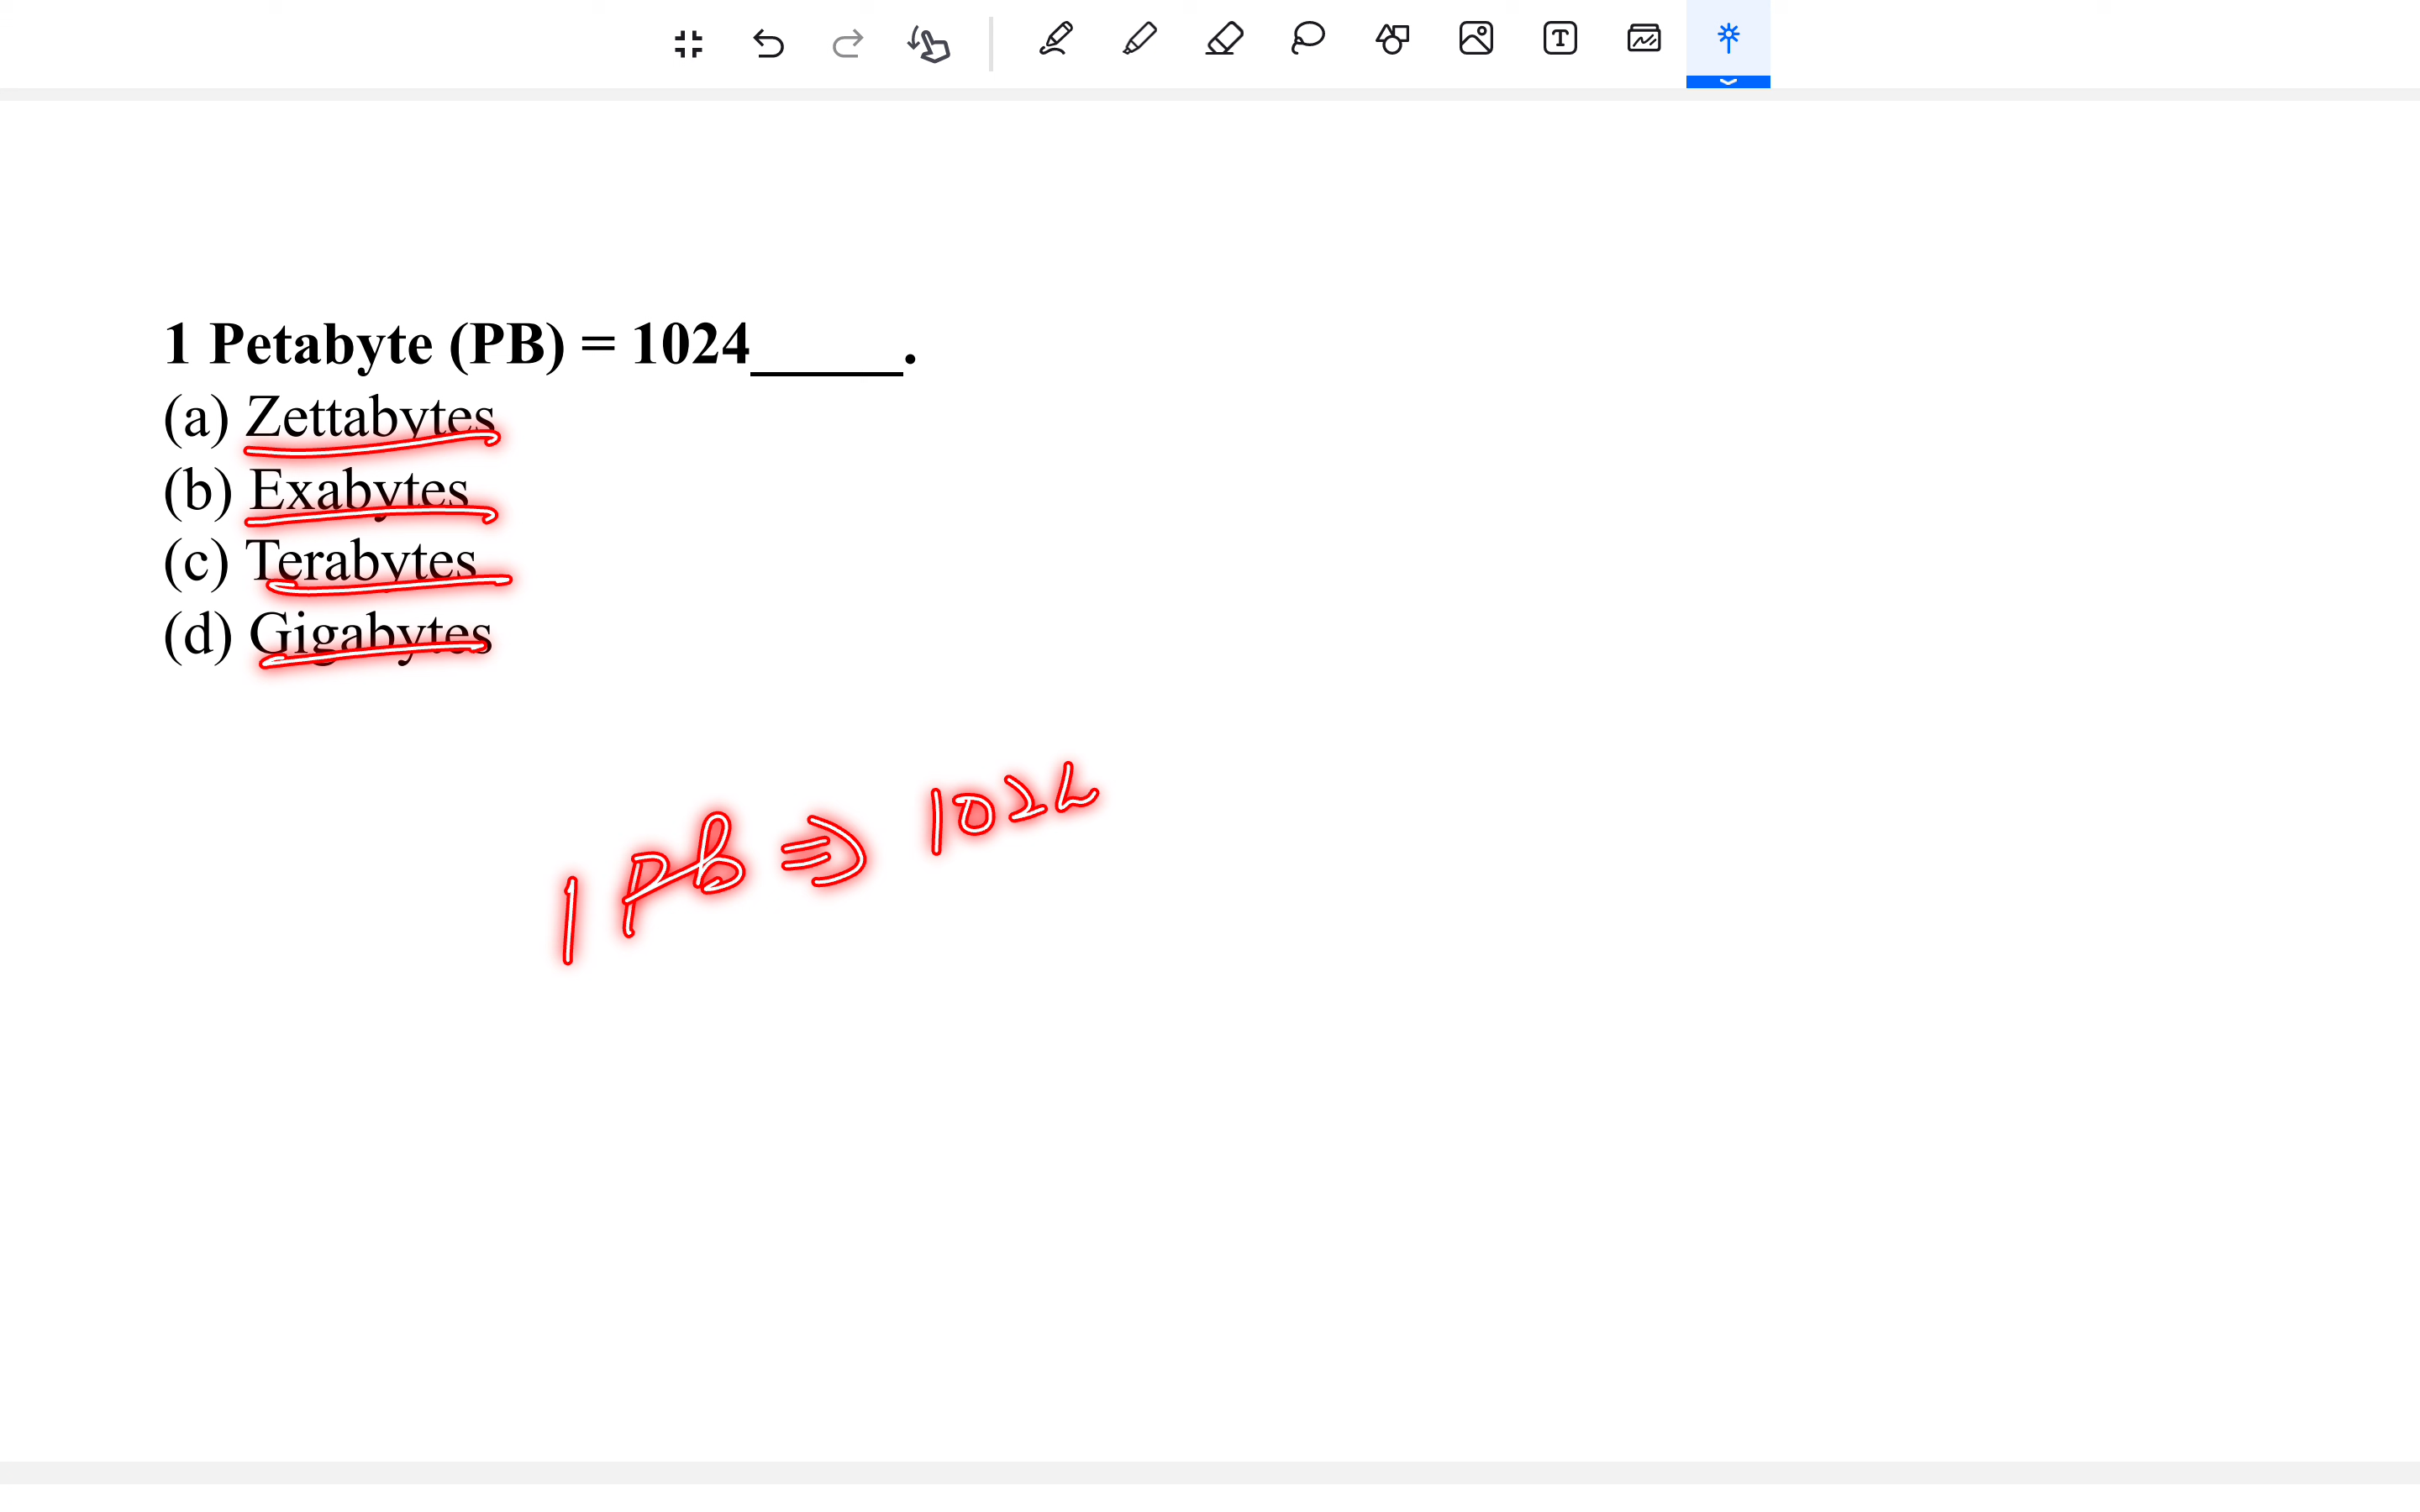 1 Petabyte (PB) = 1024______.
(a) Zettabytes
(b) Exabytes
(c) Terabytes
(d) Gigabytes
1 PB ⇒ 1024